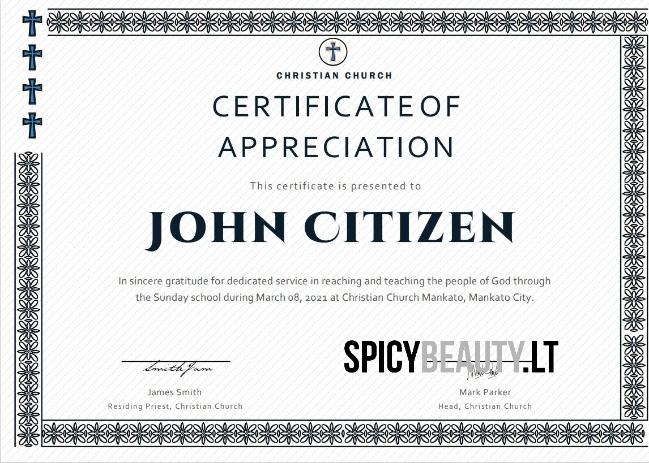 CHRISTIAN CHURCH
CERTIFICATE OF
APPRECIATION
This certificate is presented to
JOHN CITIZEN
In sincere gratitude for dedicated service in reaching and teaching the people of God through
the Sunday school during March 08, 2021 at Christian Church Mankato, Mankato City.
SPICYBEAUTY.LT
James Smith
Mark Parker
Residing Priest, Christian Church
Head, Christian Church